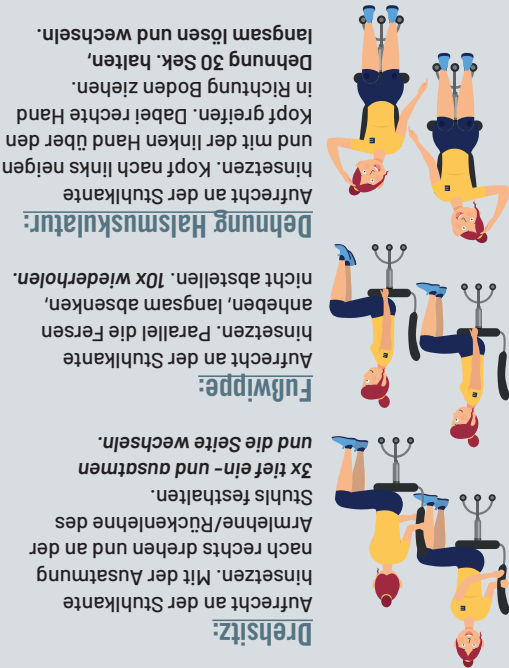 Drehsitz:
Aufrecht an der Stuhlkante
hinsetzen. Mit der Ausatmung
nach rechts drehen und an der
Armlehne/Rückenlehne des
Stuhls festhalten.
3x tief ein- und ausatmen
und die Seite wechseln.
Fußwippe:
Aufrecht an der Stuhlkante
hinsetzen. Parallel die Fersen
anheben, langsam absenken,
nicht abstellen. 10x wiederholen.
Dehnung Halsmuskulatur:
Aufrecht an der Stuhlkante
hinsetzen. Kopf nach links neigen
und mit der linken Hand über den
Kopf greifen. Dabei rechte Hand
in Richtung Boden ziehen.
Dehnung 30 Sek. halten,
langsam lösen und wechseln.